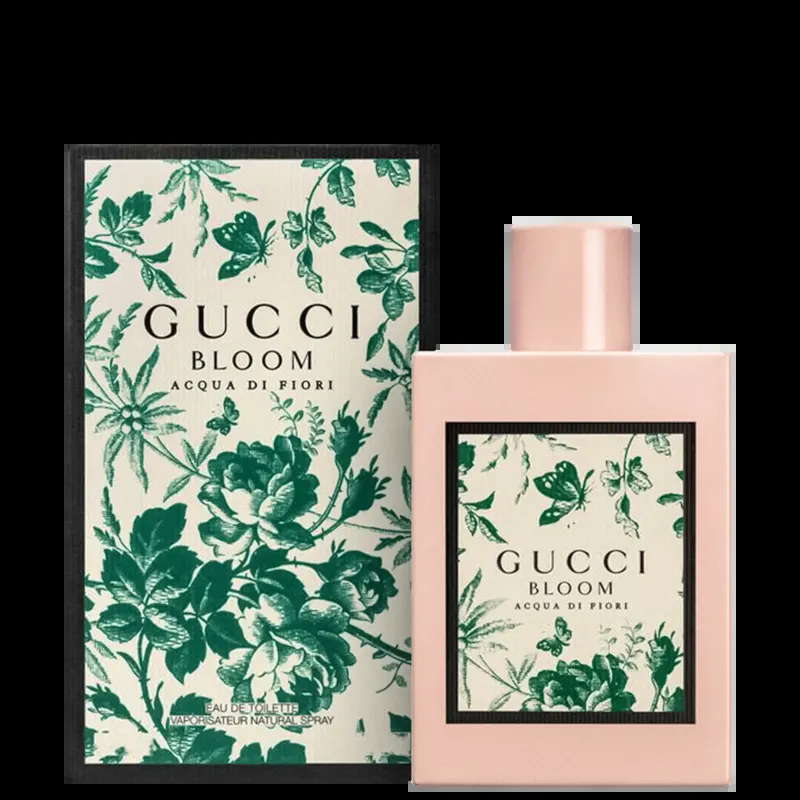 GUCCI
BLOOM
ACQUA DI FIORI
EAU DE TOILETTE
VAPORISATEUR NATURAL SPRAY
GUCCI
BLOOM
ACQUA DI FIORI